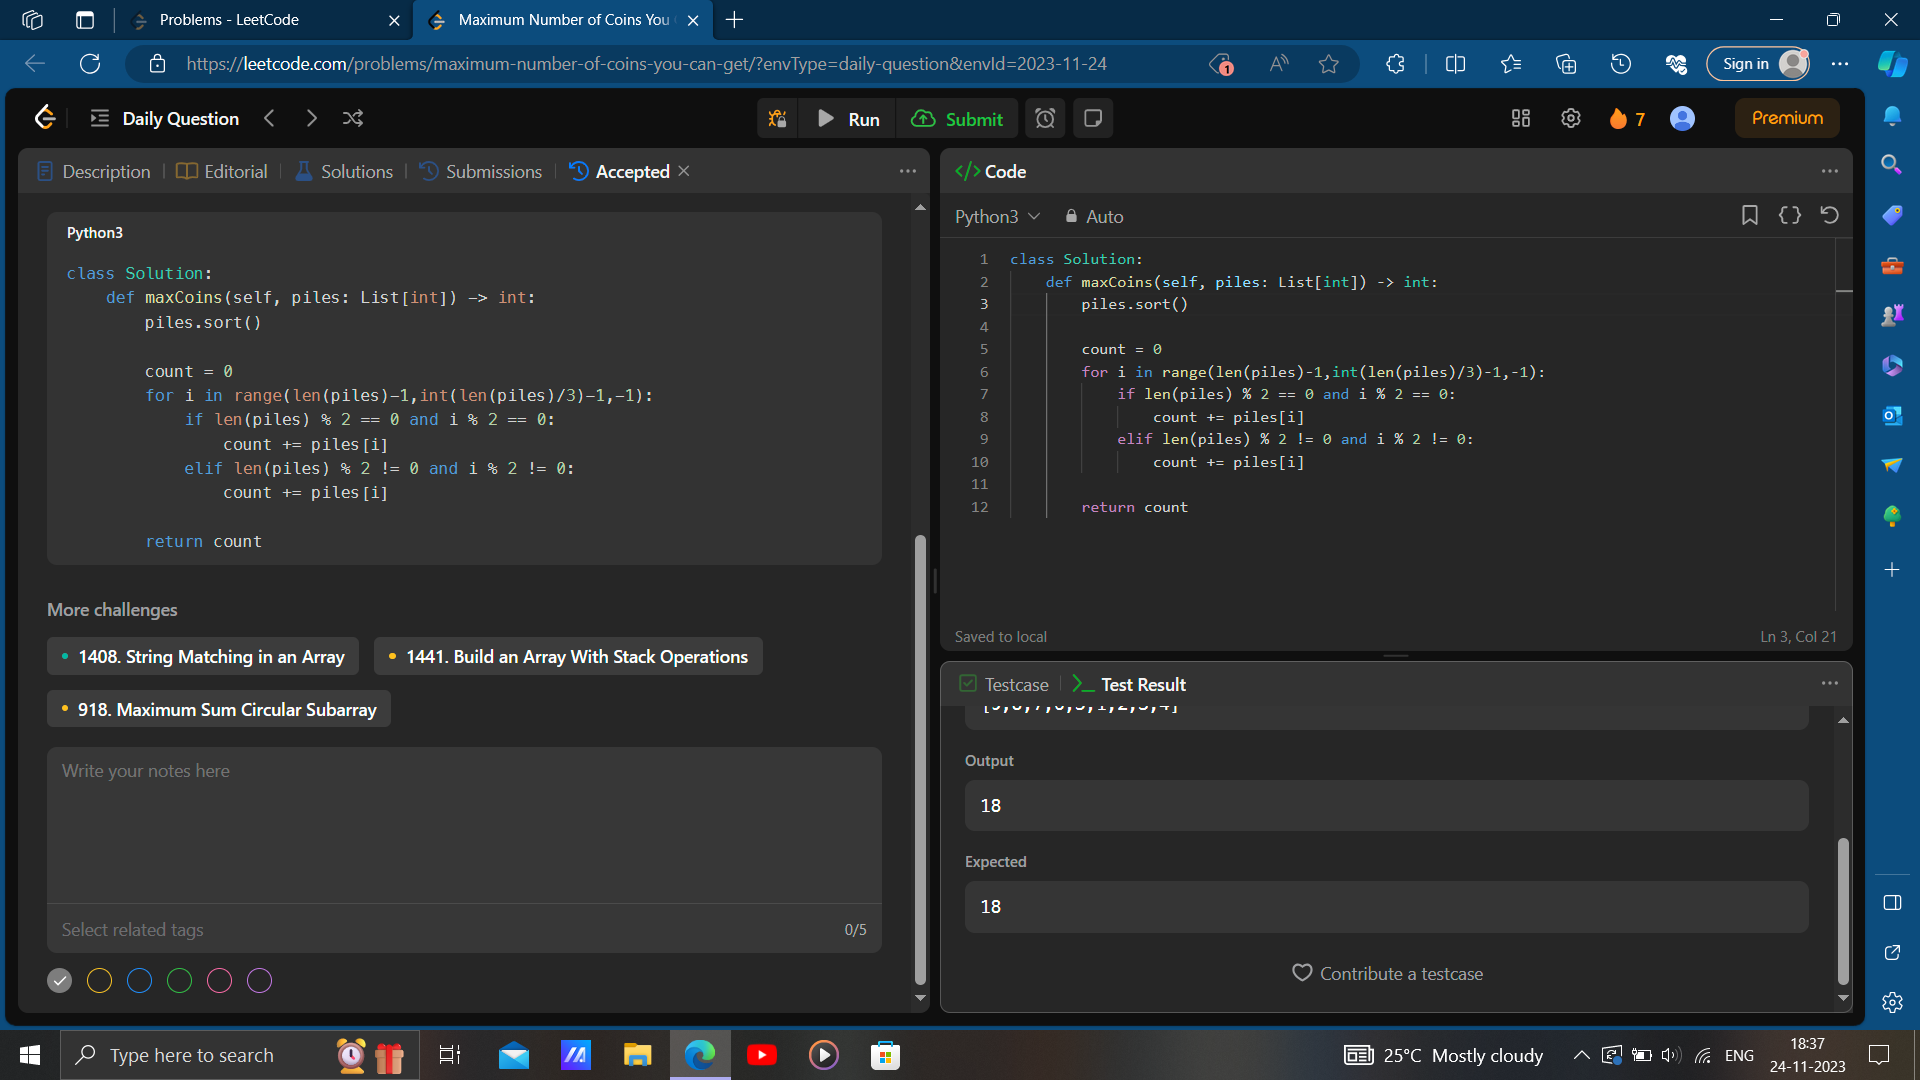 Problems - LeetCode
Maximum Number of Coins You
https://leetcode.com/problems/maximum-number-of-coins-you-can-get/?envType=daily-question&envId=2023-11-24
1
Sign in
Daily Question
Run
Submit
7
Premium
Description
Editorial
Solutions
Submissions
Accepted
Python3
class Solution:
def maxCoins(self, piles: List[int]) -> int:
piles.sort()
count = 0
for i in range(len(piles)-1,int(len(piles)/3)-1,-1):
if len(piles) % 2 == 0 and i % 2 == 0:
count += piles[i]
elif len(piles) % 2 != 0 and i % 2 != 0:
count += piles[i]
return count
More challenges
1408. String Matching in an Array
1441. Build an Array With Stack Operations
918. Maximum Sum Circular Subarray
Write your notes here
Select related tags
0/5
</> Code
Python3
Auto
1 class Solution:
2 def maxCoins(self, piles: List[int]) -> int:
3 piles.sort()
4
5 count = 0
6 for i in range(len(piles)-1,int(len(piles)/3)-1,-1):
7 if len(piles) % 2 == 0 and i % 2 == 0:
8 count += piles[i]
9 elif len(piles) % 2 != 0 and i % 2 != 0:
10 count += piles[i]
11
12 return count
Saved to local
Ln 3, Col 21
Testcase
Test Result
Output
18
Expected
18
Contribute a testcase
Type here to search
25°C Mostly cloudy
ENG
18:37
24-11-2023